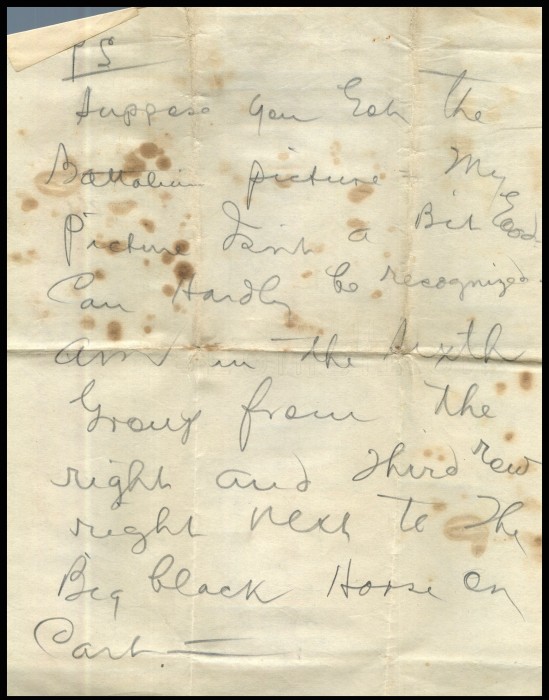 PS
Suppose you Got the
Battalion picture - My
Picture Isnt a Bit Good
Can Hardly be recognized
am in the sixth
Group from the
right and third row
right next to The
Big black Horse on
Cart.